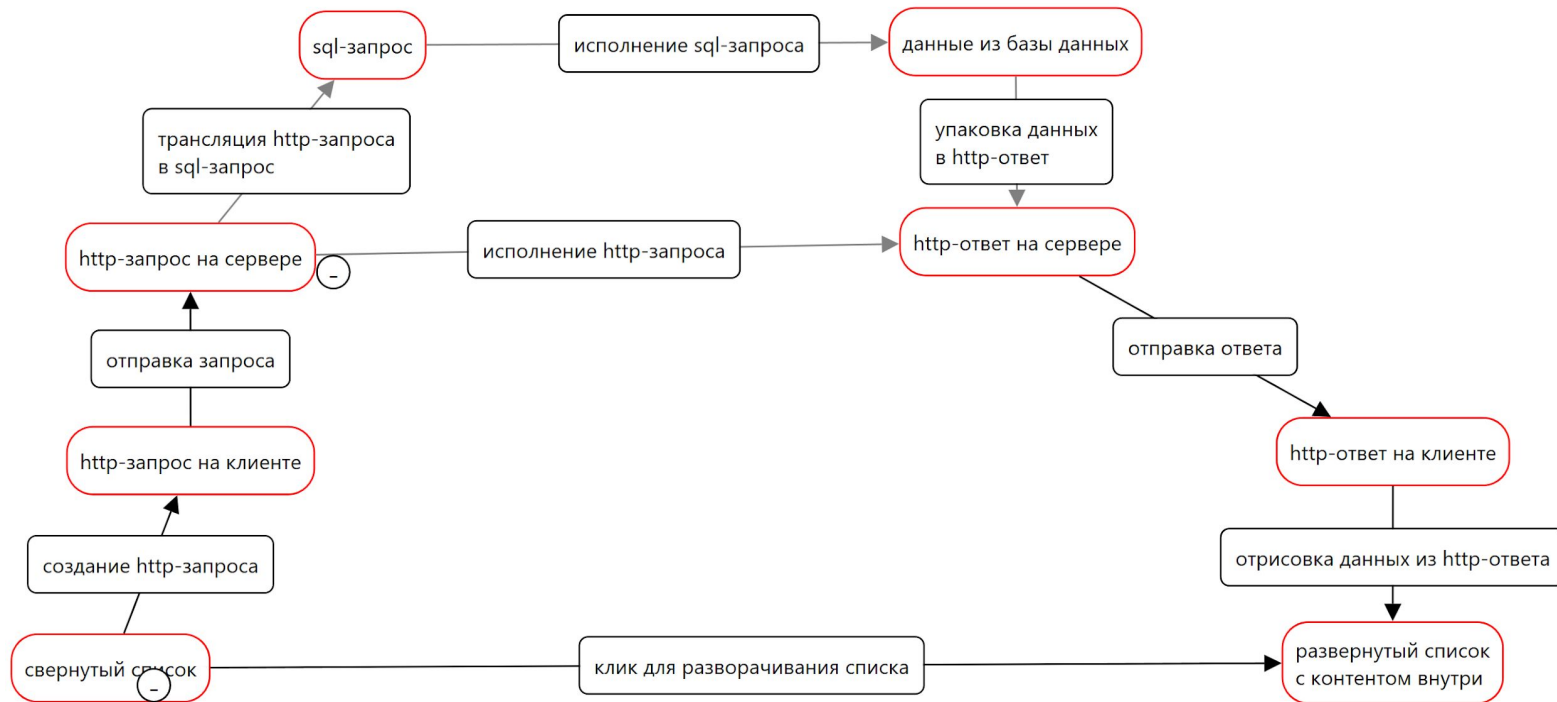 sql-запрос
исполнение sql-запроса
данные из базы данных
трансляция http-запроса
в sql-запрос
упаковка данных
в http-ответ
http-запрос на сервере
–
исполнение http-запроса
http-ответ на сервере
отправка запроса
отправка ответа
http-запрос на клиенте
http-ответ на клиенте
создание http-запроса
отрисовка данных из http-ответа
свернутый список
–
клик для разворачивания списка
развернутый список
с контентом внутри